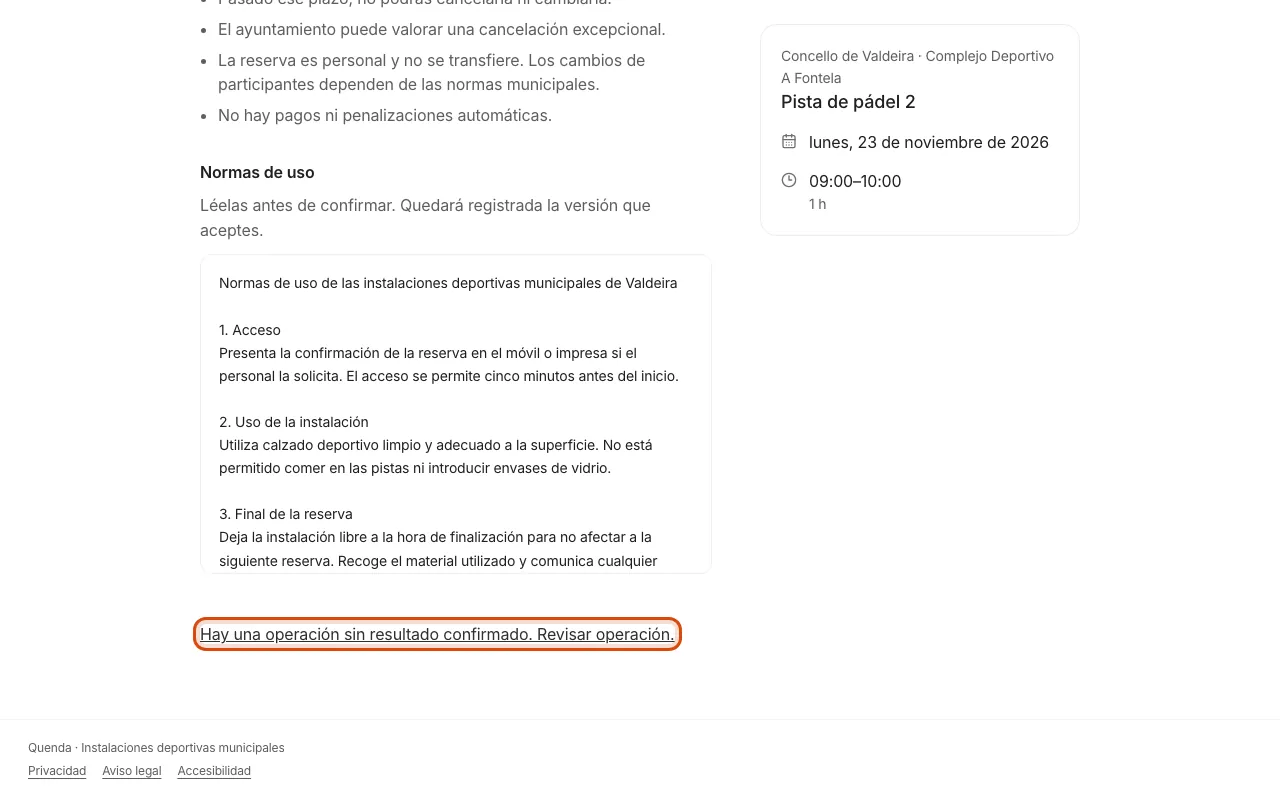 Pasado ese plazo, no podrás cancelarla ni cambiarla.
El ayuntamiento puede valorar una cancelación excepcional.
La reserva es personal y no se transfiere. Los cambios de
participantes dependen de las normas municipales.
No hay pagos ni penalizaciones automáticas.
Normas de uso
Léelas antes de confirmar. Quedará registrada la versión que
aceptes.
Normas de uso de las instalaciones deportivas municipales de Valdeira
1. Acceso
Presenta la confirmación de la reserva en el móvil o impresa si el
personal la solicita. El acceso se permite cinco minutos antes del inicio.
2. Uso de la instalación
Utiliza calzado deportivo limpio y adecuado a la superficie. No está
permitido comer en las pistas ni introducir envases de vidrio.
3. Final de la reserva
Deja la instalación libre a la hora de finalización para no afectar a la
siguiente reserva. Recoge el material utilizado y comunica cualquier
Hay una operación sin resultado confirmado. Revisar operación.
Concello de Valdeira · Complejo Deportivo
A Fontela
Pista de pádel 2
lunes, 23 de noviembre de 2026
09:00–10:00
1 h
Quenda · Instalaciones deportivas municipales
Privacidad Aviso legal Accesibilidad